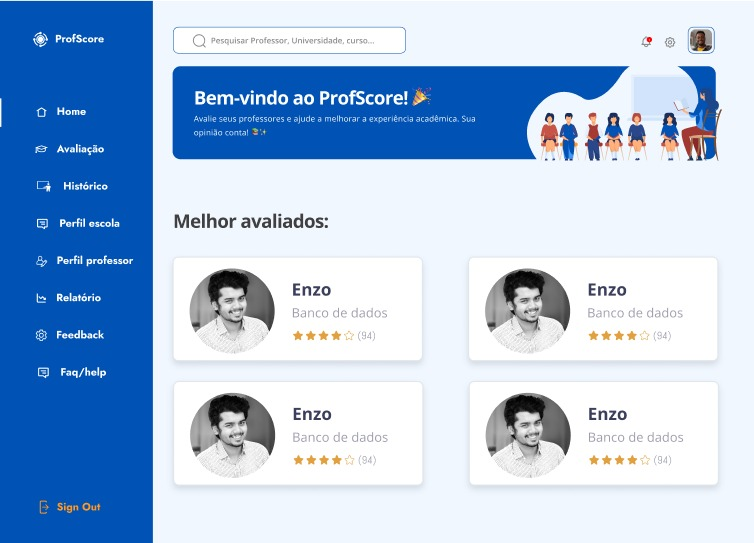 ProfScore
Home
Avaliação
Histórico
Perfil escola
Perfil professor
Relatório
Feedback
Faq/help
Sign Out
Pesquisar Professor, Universidade, curso...
Bem-vindo ao ProfScore! 🎉
Avalie seus professores e ajude a melhorar a experiência acadêmica. Sua
opinião conta!
Melhor avaliados:
Enzo
Banco de dados
(94)
Enzo
Banco de dados
(94)
Enzo
Banco de dados
(94)
Enzo
Banco de dados
(94)